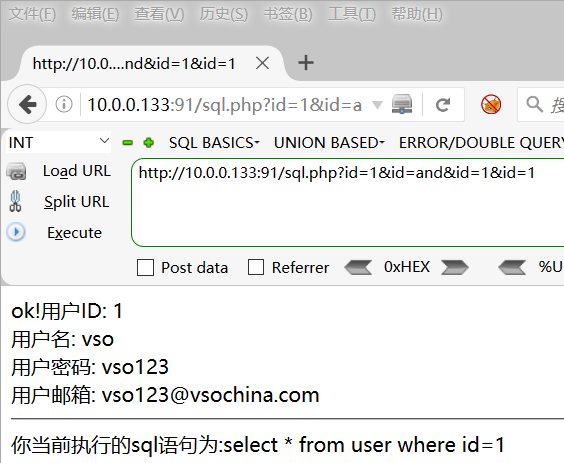 文件(F) 编辑(E) 查看(V) 历史(S) 书签(B) 工具(T) 帮助(H)
http://10.0....nd&id=1&id=1
10.0.0.133:91/sql.php?id=1&id=a
INT SQL BASICS UNION BASED ERROR/DOUBLE QUERY
Load URL http://10.0.0.133:91/sql.php?id=1&id=and&id=1&id=1
Split URL
Execute
Post data Referrer 0xHEX %U
ok!用户ID: 1
用户名: vso
用户密码: vso123
用户邮箱: vso123@vsochina.com
你当前执行的sql语句为:select * from user where id=1